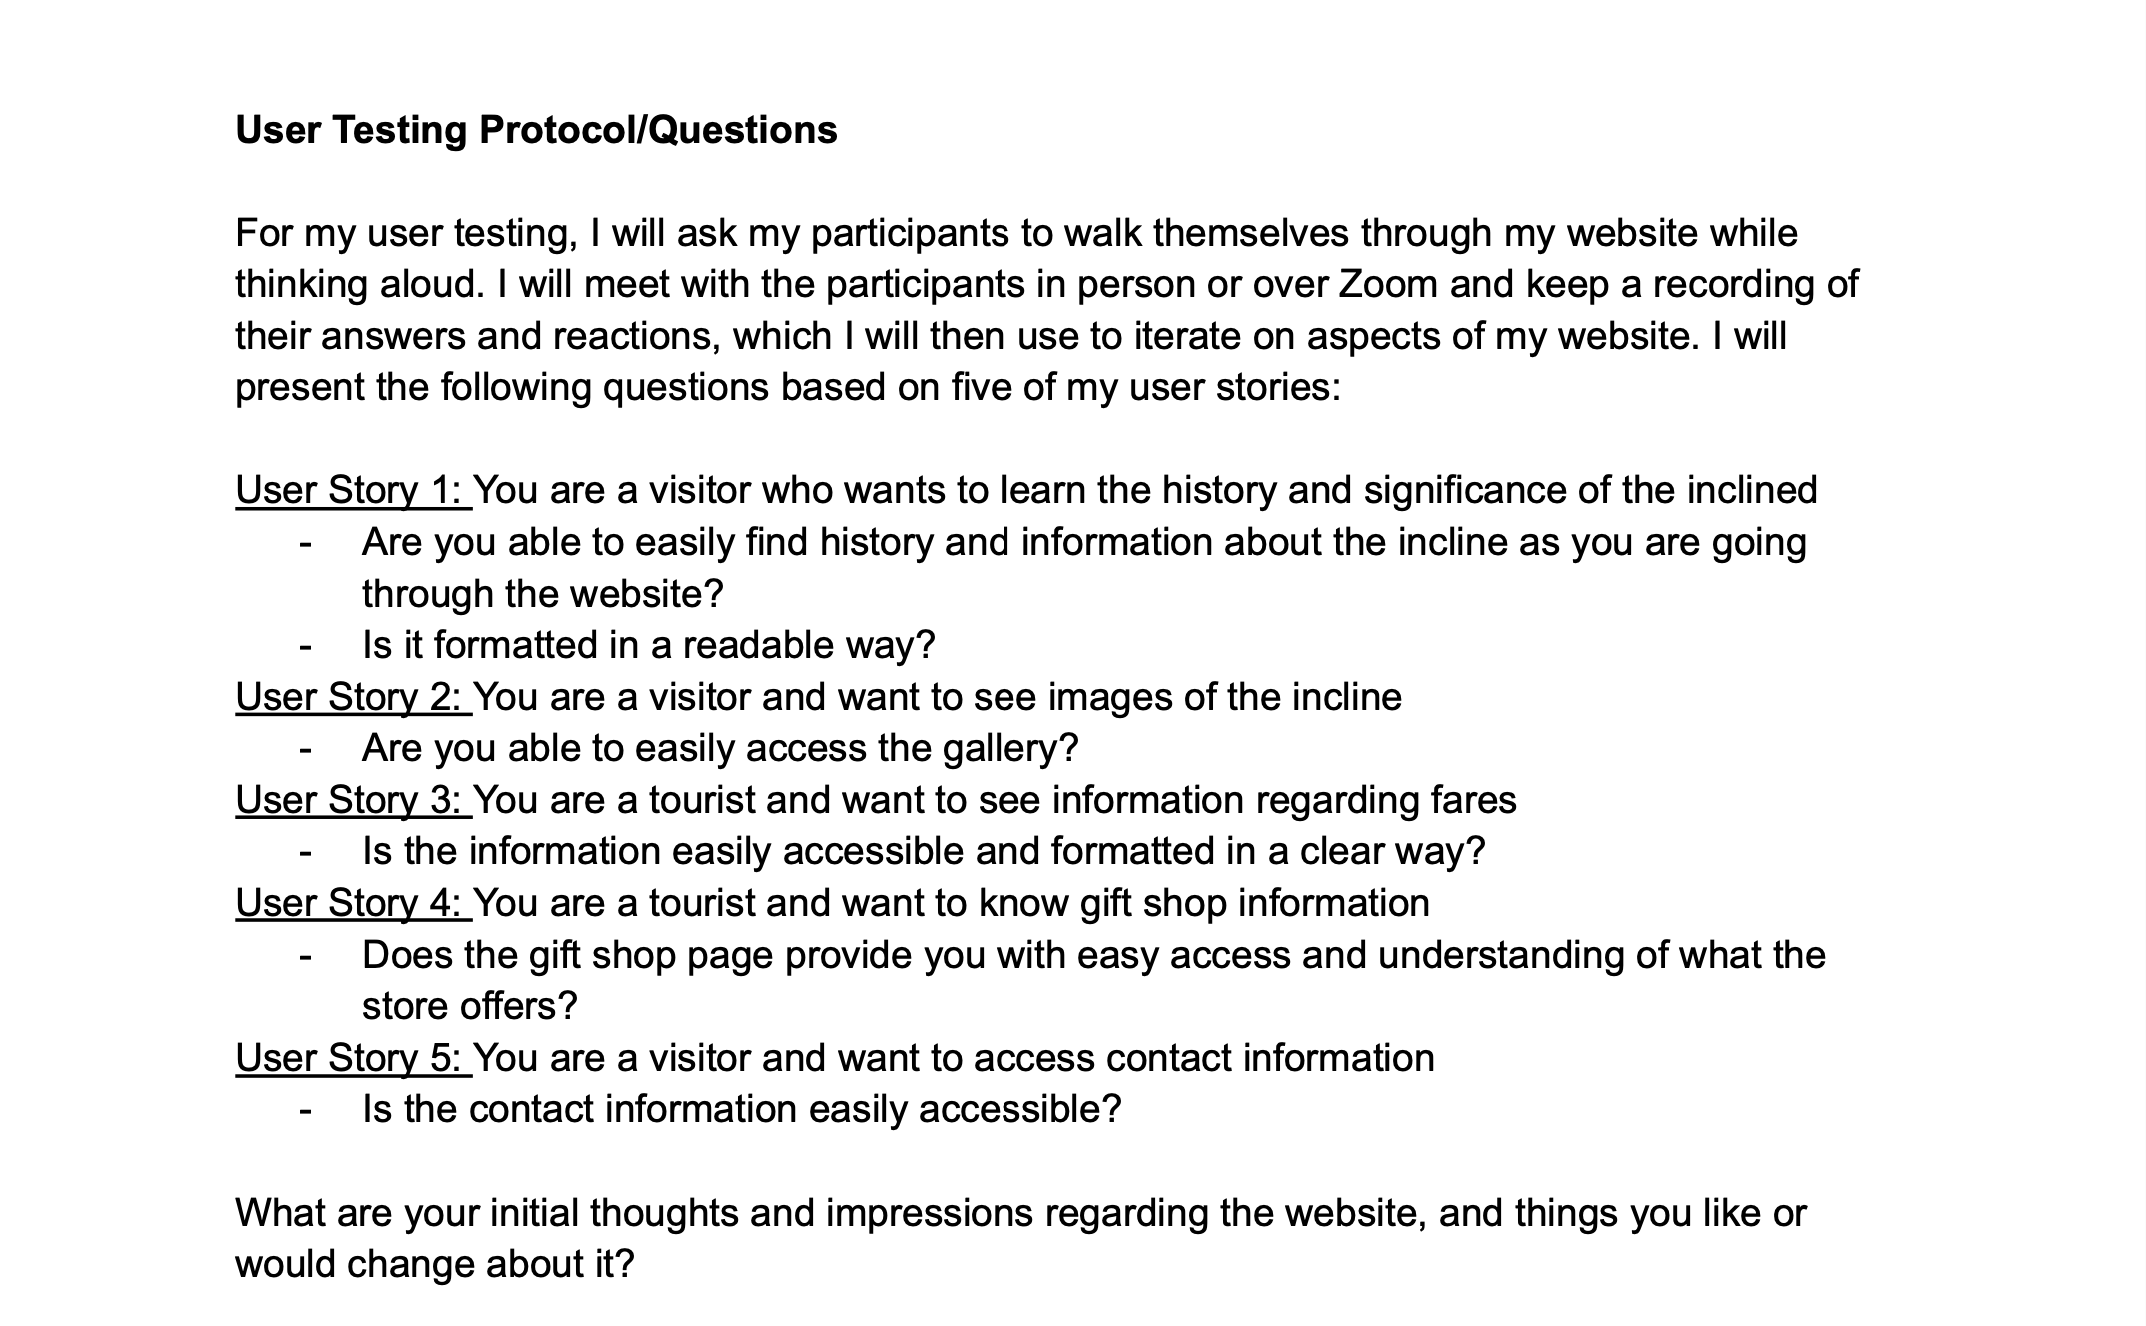 User Testing Protocol/Questions
For my user testing, I will ask my participants to walk themselves through my website while
thinking aloud. I will meet with the participants in person or over Zoom and keep a recording of
their answers and reactions, which I will then use to iterate on aspects of my website. I will
present the following questions based on five of my user stories:
User Story 1: You are a visitor who wants to learn the history and significance of the inclined
- Are you able to easily find history and information about the incline as you are going
through the website?
- Is it formatted in a readable way?
User Story 2: You are a visitor and want to see images of the incline
- Are you able to easily access the gallery?
User Story 3: You are a tourist and want to see information regarding fares
- Is the information easily accessible and formatted in a clear way?
User Story 4: You are a tourist and want to know gift shop information
- Does the gift shop page provide you with easy access and understanding of what the
store offers?
User Story 5: You are a visitor and want to access contact information
- Is the contact information easily accessible?
What are your initial thoughts and impressions regarding the website, and things you like or
would change about it?